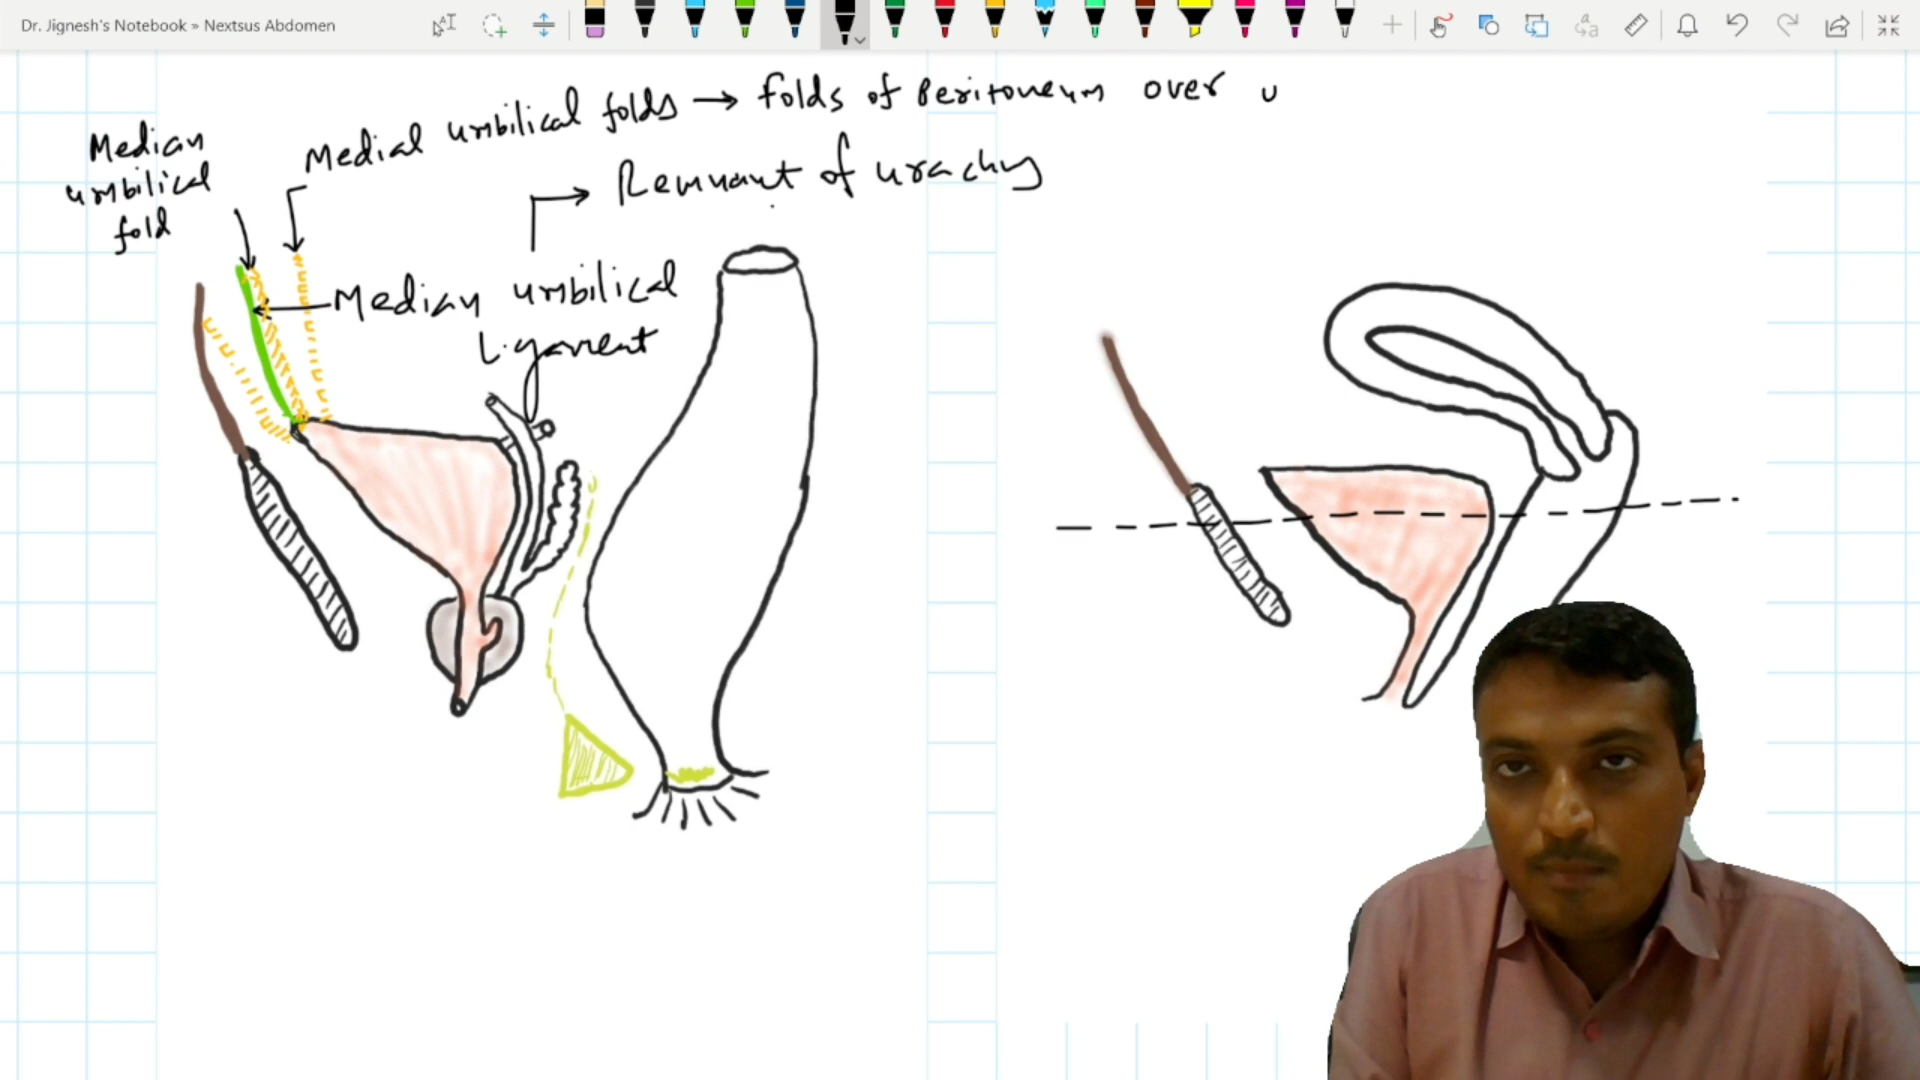 Dr. Jignesh's Notebook » Nextsus Abdomen
Medial umbilical folds → folds of Peritoneum over u
Median
umbilical
fold
Remnant of urachus
Median umbilical
Ligament